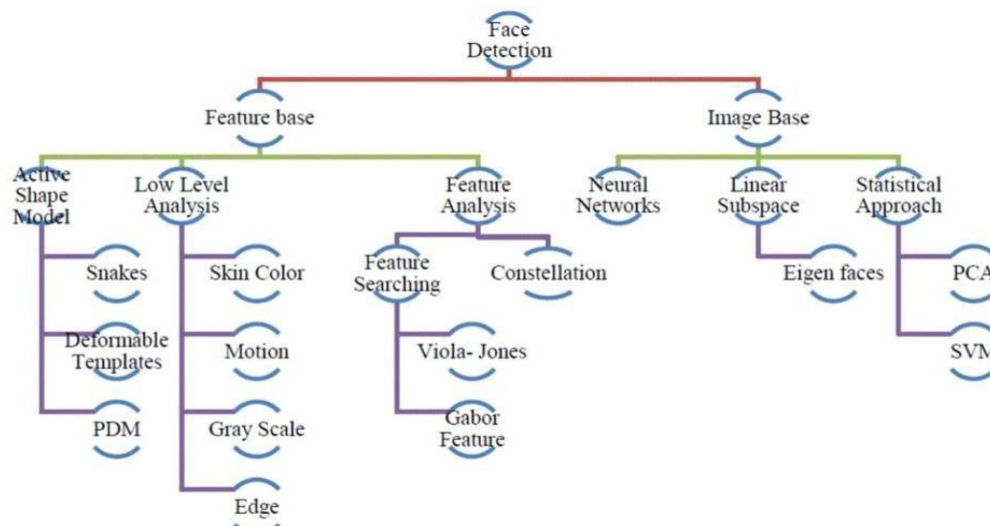 Face
Detection
Feature base
Image Base
Active
Shape
Model
Low Level
Analysis
Feature
Analysis
Neural
Networks
Linear
Subspace
Statistical
Approach
Snakes
Skin Color
Feature
Searching
Constellation
Eigen faces
PCA
Deformable
Templates
Motion
Viola- Jones
SVM
PDM
Gray Scale
Gabor
Feature
Edge